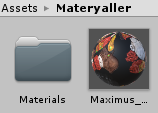 Assets ▸ Materyaller
Materials
Maximus_...